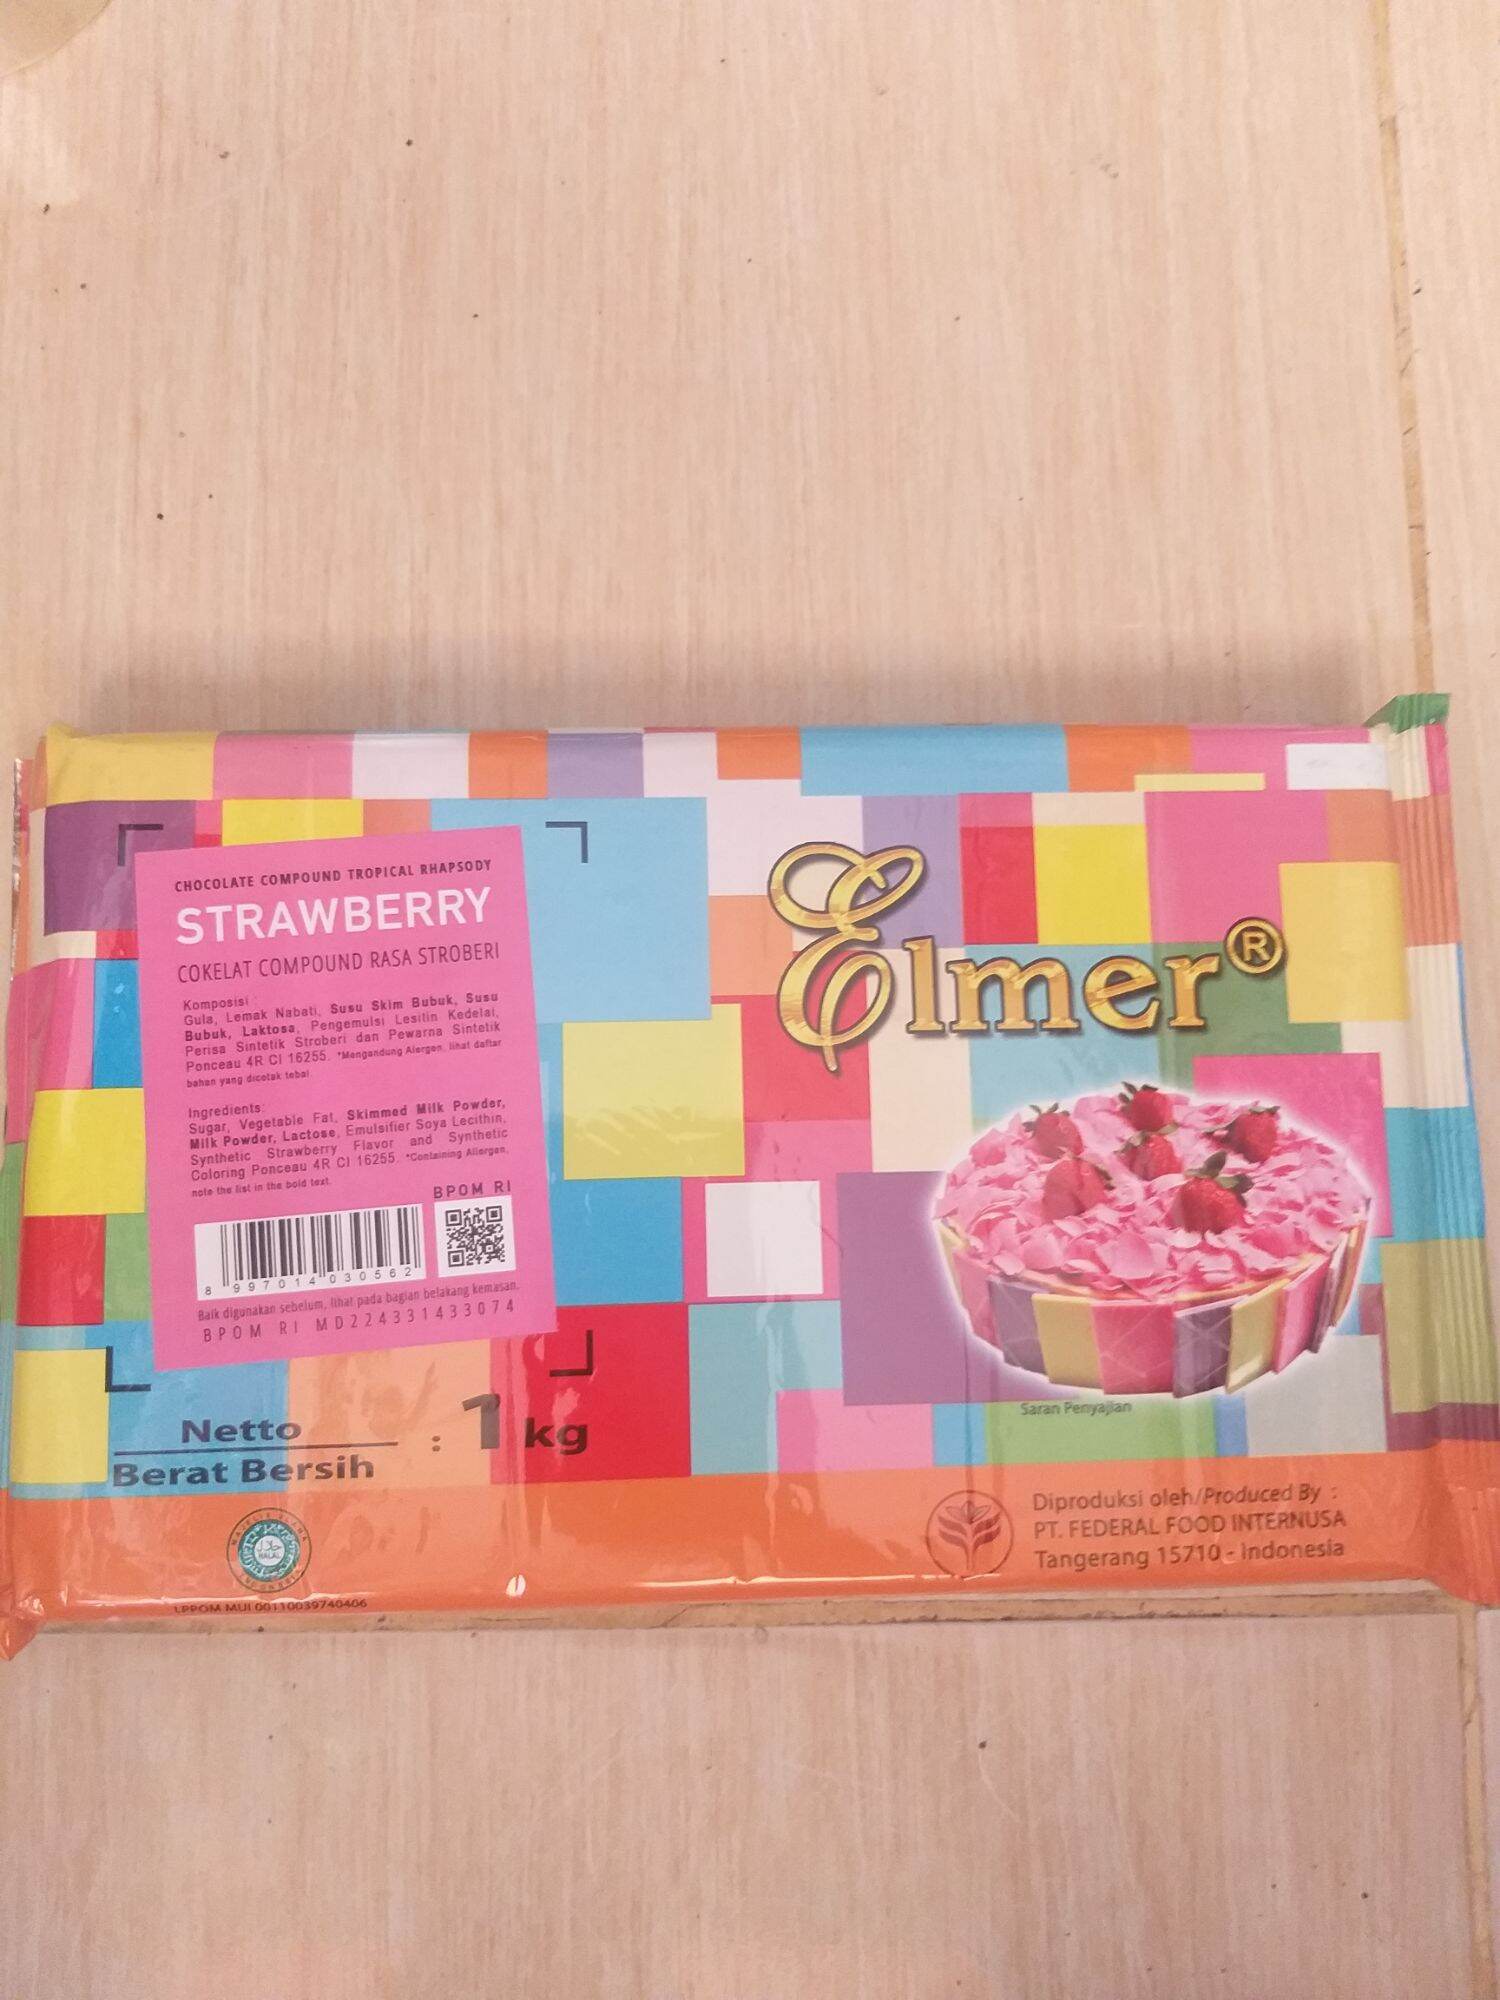 CHOCOLATE COMPOUND TROPICAL RHAPSODY
STRAWBERRY
COKELAT COMPOUND RASA STROBERI
Komposisi :
Gula, Lemak Nabati, Susu Skim Bubuk, Susu
Bubuk, Laktosa, Pengemulsi Lesitin Kedelai,
Perisa Sintetik Stroberi dan Pewarna Sintetik
Ponceau 4R CI 16255. *Mengandung Alergen, lihat daftar
bahan yang dicetak tebal
Ingredients:
Sugar, Vegetable Fat, Skimmed Milk Powder,
Milk Powder, Lactose, Emulsifier Soya Lecithin,
Synthetic Strawberry Flavor and Synthetic
Coloring Ponceau 4R CI 16255. *Containing Allergen,
note the list in the bold text.
BPOM RI
8 997014 030562
Baik digunakan sebelum, lihat pada bagian belakang kemasan.
BPOM RI MD224331433074
Netto
Berat Bersih : 1 kg
Elmer®
Saran Penyajian
Diproduksi oleh/Produced By :
PT. FEDERAL FOOD INTERNUSA
Tangerang 15710 - Indonesia
MAJELIS ULAMA
حلال
HALAL
INDONESIA
LPPOM MUI 00110039740406